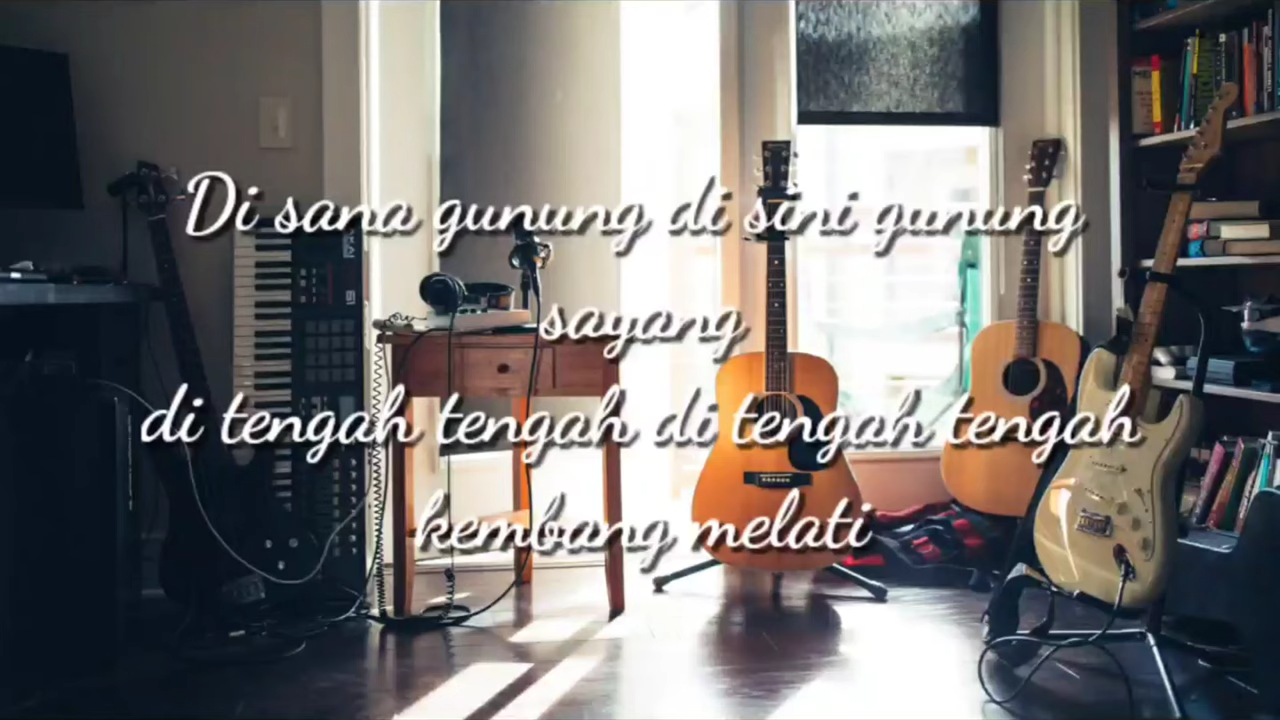 Di sana gunung di sini gunung
sayang
di tengah tengah di tengah tengah
kembang melati